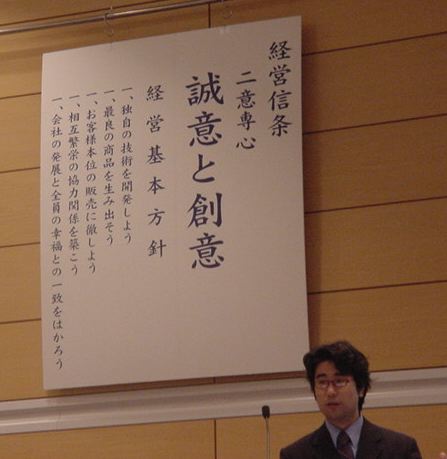 経営信条
二意専心
誠意と創意
経営基本方針
一、独自の技術を開発しよう
一、最良の商品を生み出そう
一、お客様本位の販売に徹しよう
一、相互繁栄の協力関係を築こう
一、会社の発展と全員の幸福との一致をはかろう